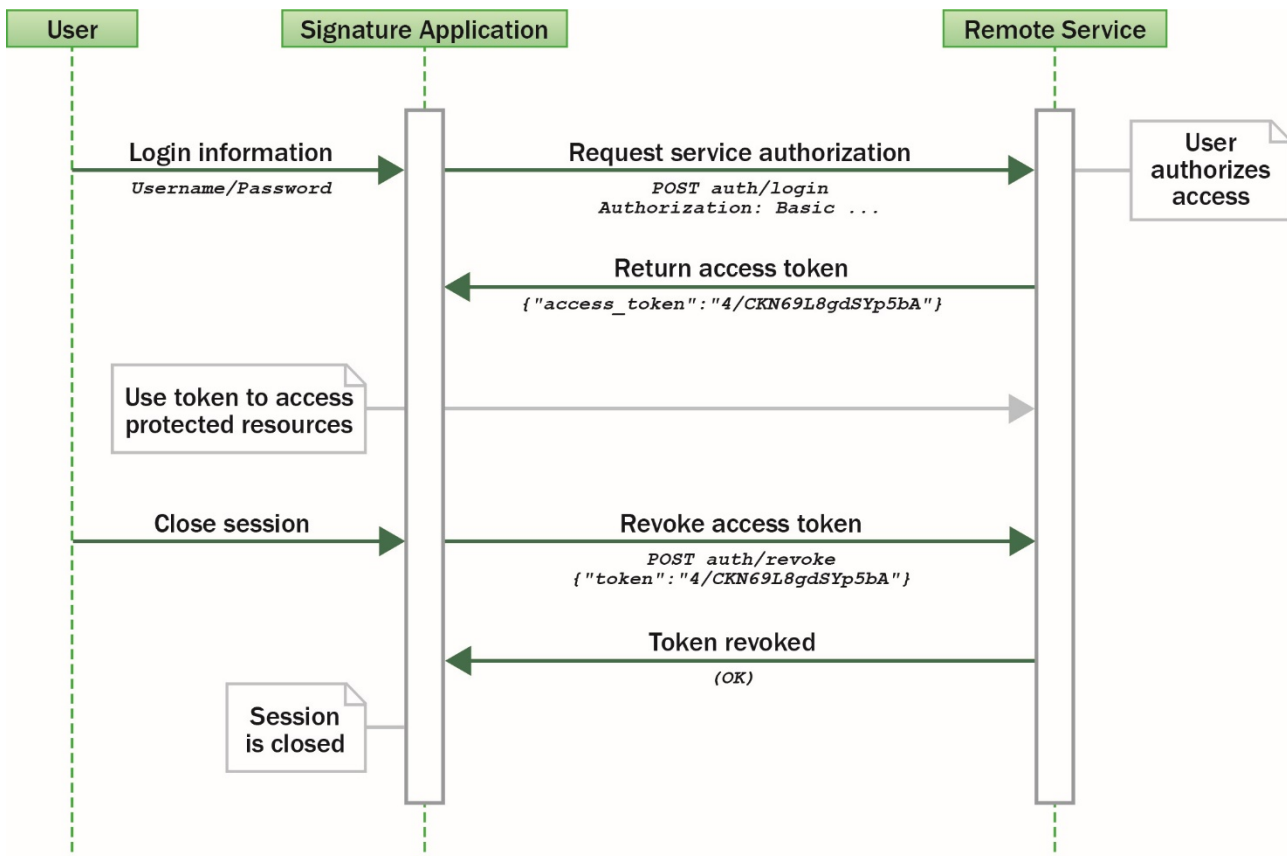 User
Signature Application
Remote Service
Login information
Username/Password
Request service authorization
POST auth/login
Authorization: Basic ...
User
authorizes
access
Return access token
{"access_token":"4/CKN69L8gdSYp5bA"}
Use token to access
protected resources
Close session
Revoke access token
POST auth/revoke
{"token":"4/CKN69L8gdSYp5bA"}
Token revoked
(OK)
Session
is closed